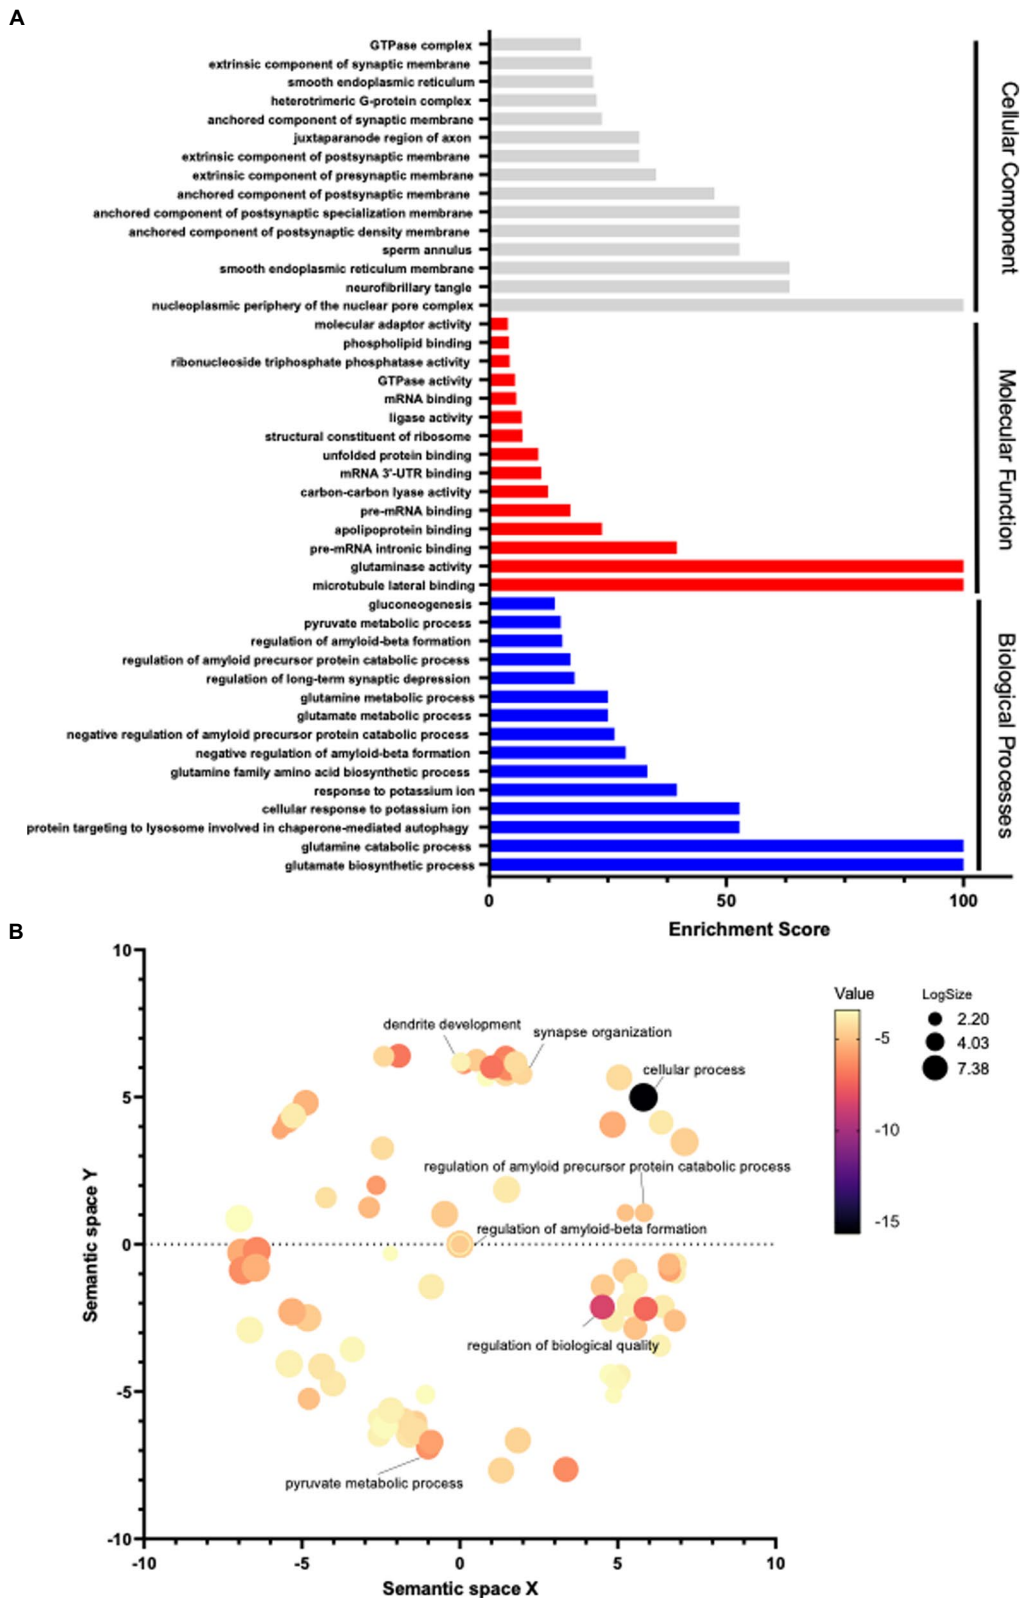 A
GTPase complex
extrinsic component of synaptic membrane
smooth endoplasmic reticulum
heterotrimeric G-protein complex
anchored component of synaptic membrane
juxtaparanode region of axon
extrinsic component of postsynaptic membrane
extrinsic component of presynaptic membrane
anchored component of postsynaptic membrane
anchored component of postsynaptic specialization membrane
anchored component of postsynaptic density membrane
sperm annulus
smooth endoplasmic reticulum membrane
neurofibrillary tangle
nucleoplasmic periphery of the nuclear pore complex
Cellular Component
molecular adaptor activity
phospholipid binding
ribonucleoside triphosphate phosphatase activity
GTPase activity
mRNA binding
ligase activity
structural constituent of ribosome
unfolded protein binding
mRNA 3'-UTR binding
carbon-carbon lyase activity
pre-mRNA binding
apolipoprotein binding
pre-mRNA intronic binding
glutaminase activity
microtubule lateral binding
Molecular Function
gluconeogenesis
pyruvate metabolic process
regulation of amyloid-beta formation
regulation of amyloid precursor protein catabolic process
regulation of long-term synaptic depression
glutamine metabolic process
glutamate metabolic process
negative regulation of amyloid precursor protein catabolic process
negative regulation of amyloid-beta formation
glutamine family amino acid biosynthetic process
response to potassium ion
cellular response to potassium ion
protein targeting to lysosome involved in chaperone-mediated autophagy
glutamine catabolic process
glutamate biosynthetic process
Biological Processes
0 50 100
Enrichment Score
B
10
5
0
-5
-10
Semantic space Y
dendrite development
synapse organization
cellular process
regulation of amyloid precursor protein catabolic process
regulation of amyloid-beta formation
regulation of biological quality
pyruvate metabolic process
-10 -5 0 5 10
Semantic space X
Value
-5
-10
-15
LogSize
2.20
4.03
7.38